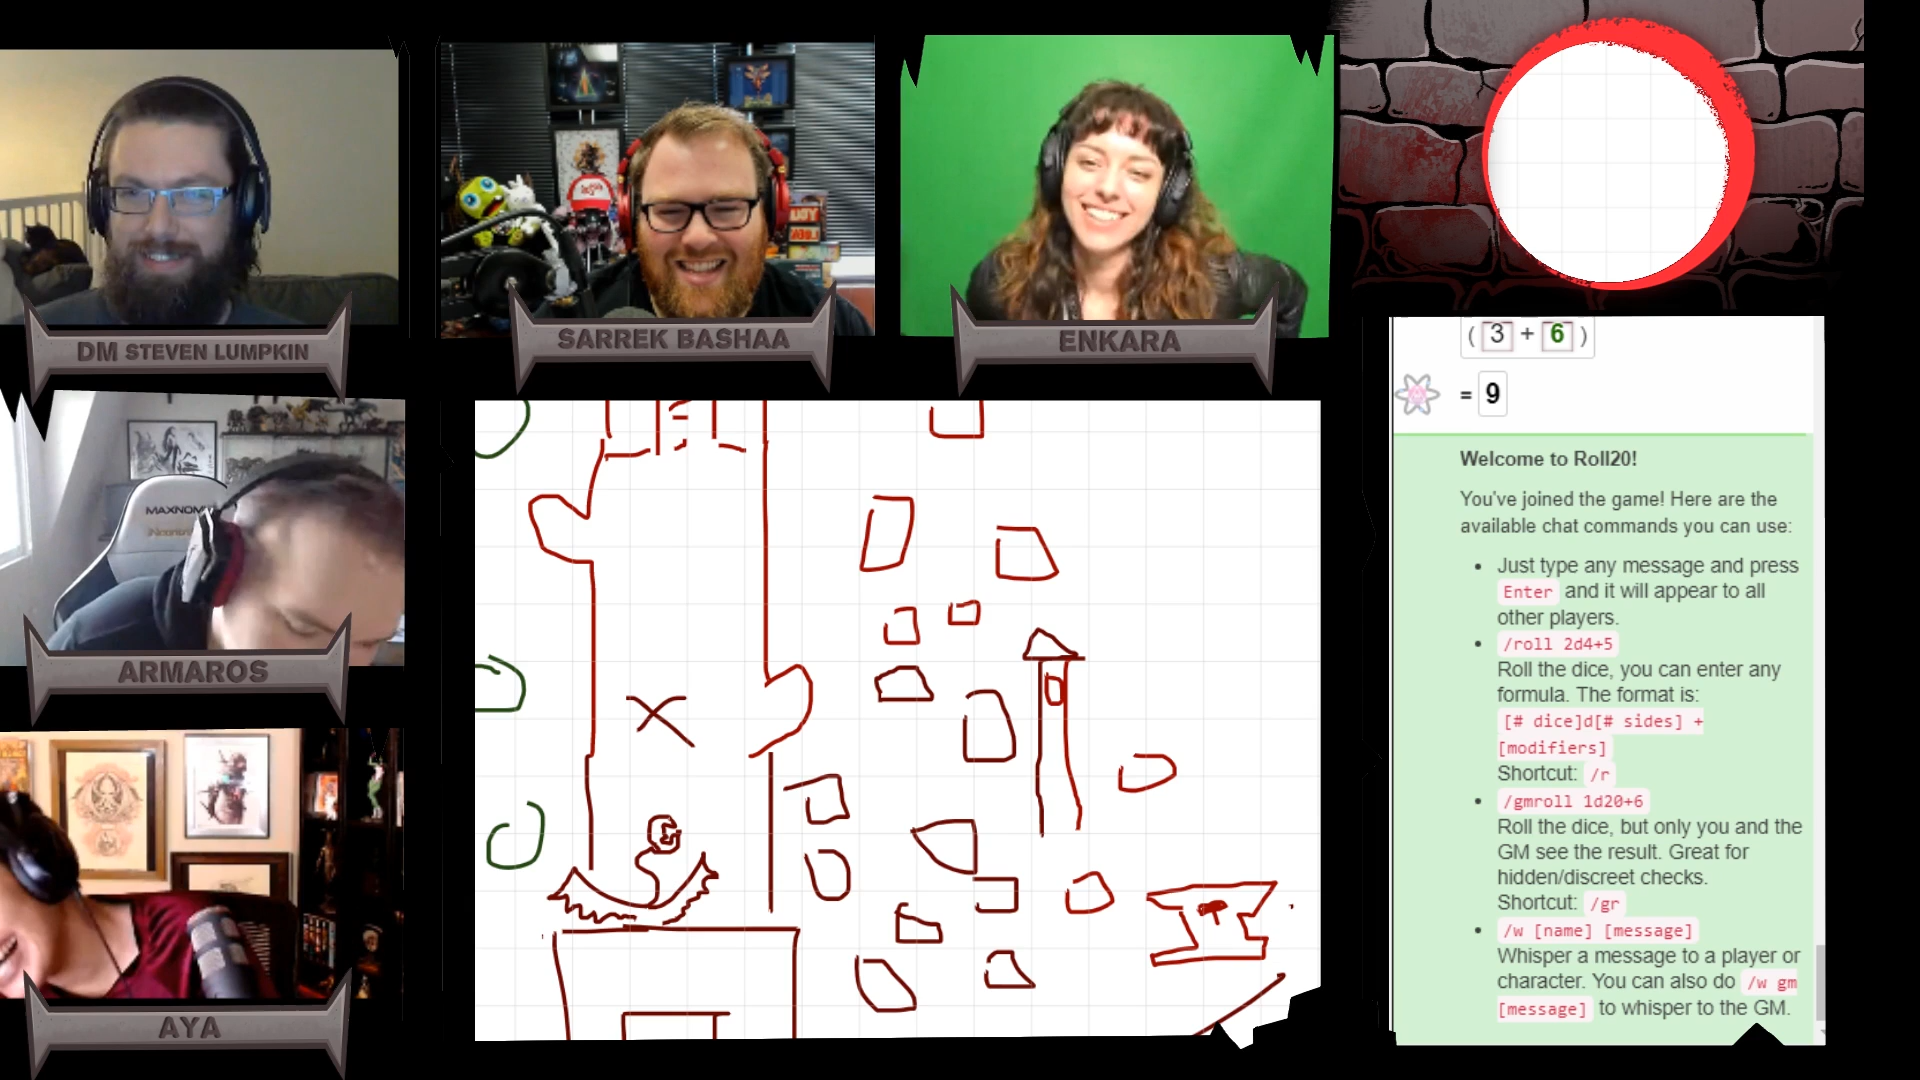 DM STEVEN LUMPKIN
SARREK BASHAA
ENKARA
MAXNOMIC
ARMAROS
AYA
( 3 + 6 )
= 9
Welcome to Roll20!
You've joined the game! Here are the
available chat commands you can use:
Just type any message and press
Enter and it will appear to all
other players.
/roll 2d4+5
Roll the dice, you can enter any
formula. The format is:
[# dice]d[# sides] +
[modifiers]
Shortcut: /r
/gmroll 1d20+6
Roll the dice, but only you and the
GM see the result. Great for
hidden/discreet checks.
Shortcut: /gr
/w [name] [message]
Whisper a message to a player or
character. You can also do /w gm
[message] to whisper to the GM.